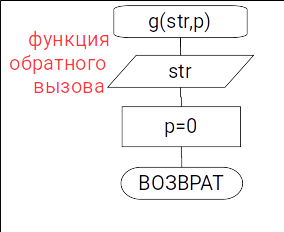 g(str,p)
функция
обратного
вызова
str
p=0
ВОЗВРАТ